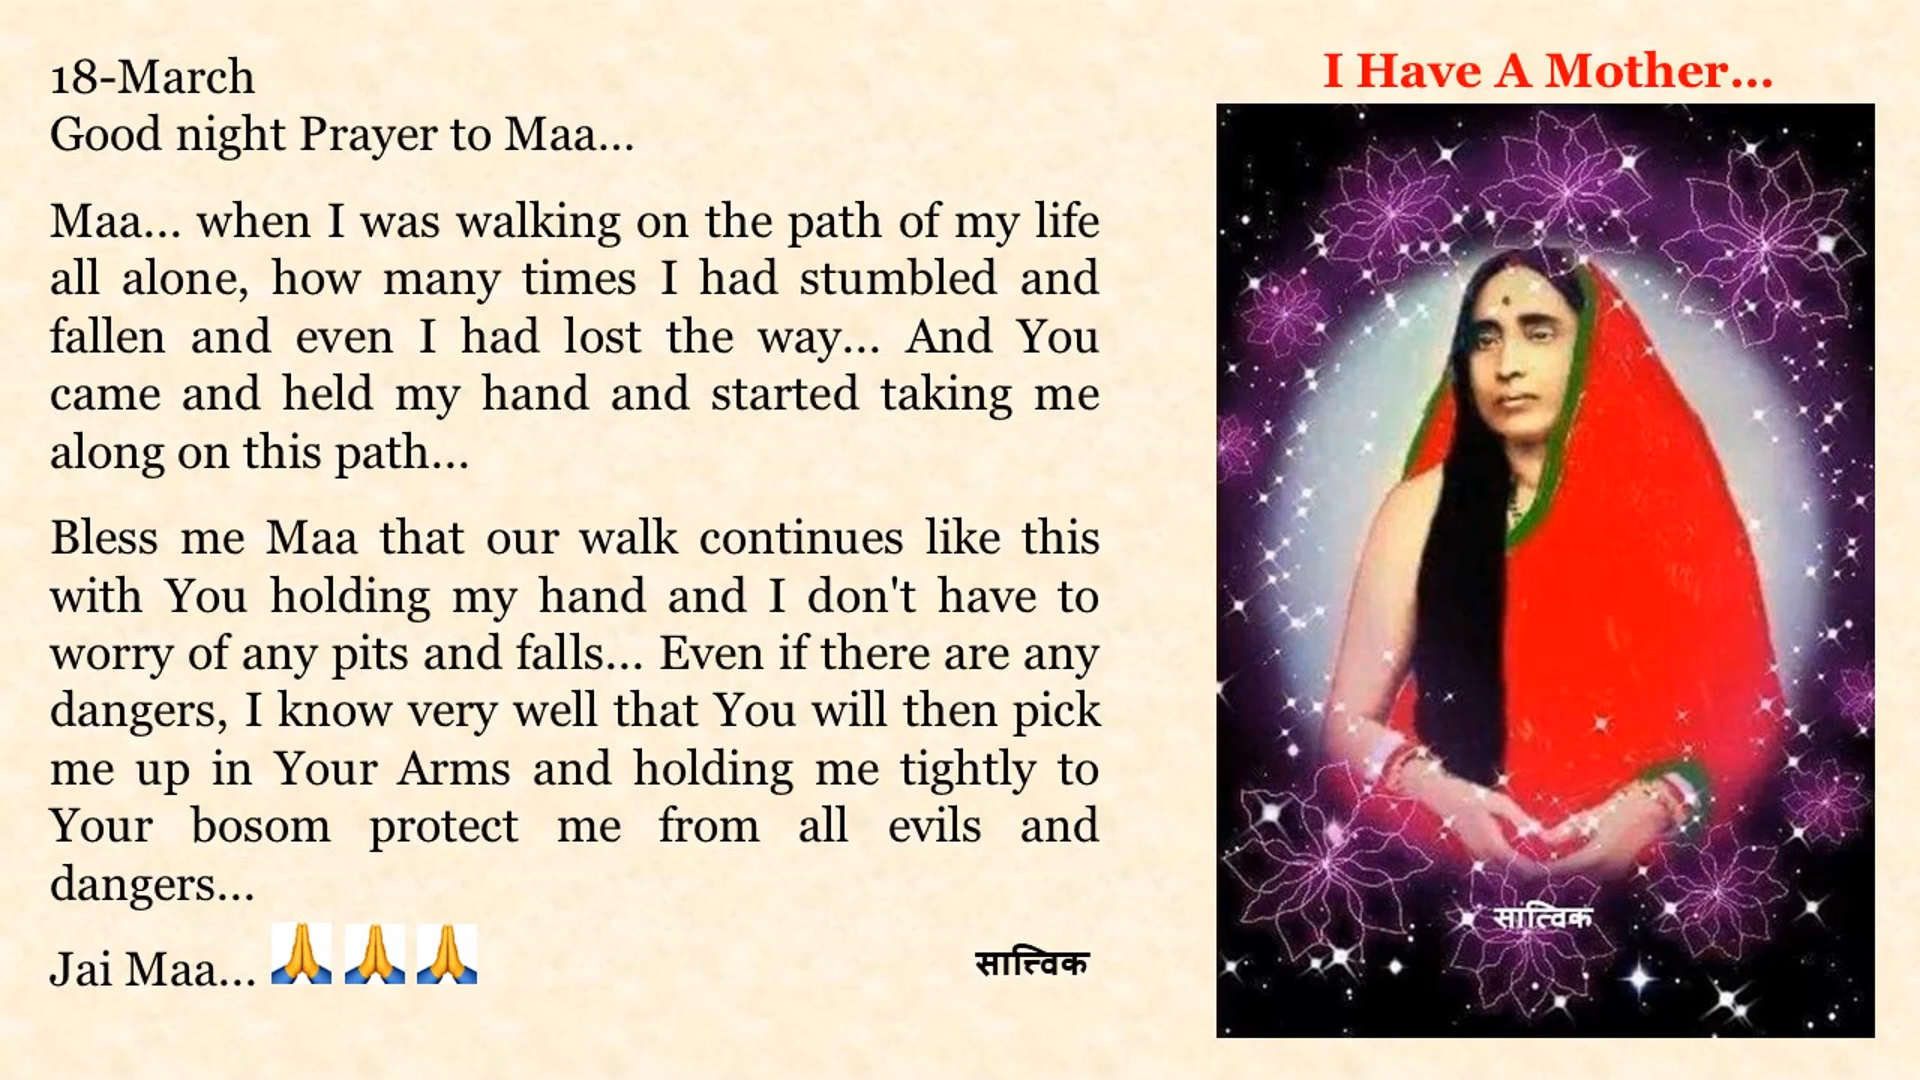 18-March
Good night Prayer to Maa...
Maa... when I was walking on the path of my life
all alone, how many times I had stumbled and
fallen and even I had lost the way... And You
came and held my hand and started taking me
along on this path...
Bless me Maa that our walk continues like this
with You holding my hand and I don't have to
worry of any pits and falls... Even if there are any
dangers, I know very well that You will then pick
me up in Your Arms and holding me tightly to
Your bosom protect me from all evils and
dangers...
Jai Maa... 🙏 🙏 🙏
सात्त्विक
I Have A Mother...
सात्विक